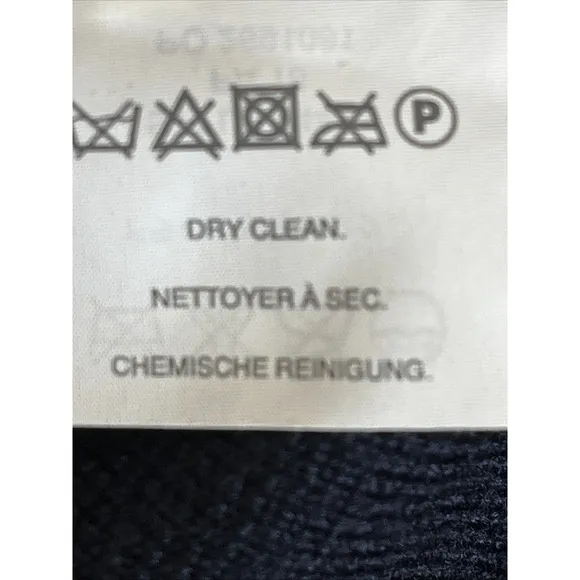 P
DRY CLEAN.
NETTOYER À SEC.
CHEMISCHE REINIGUNG.